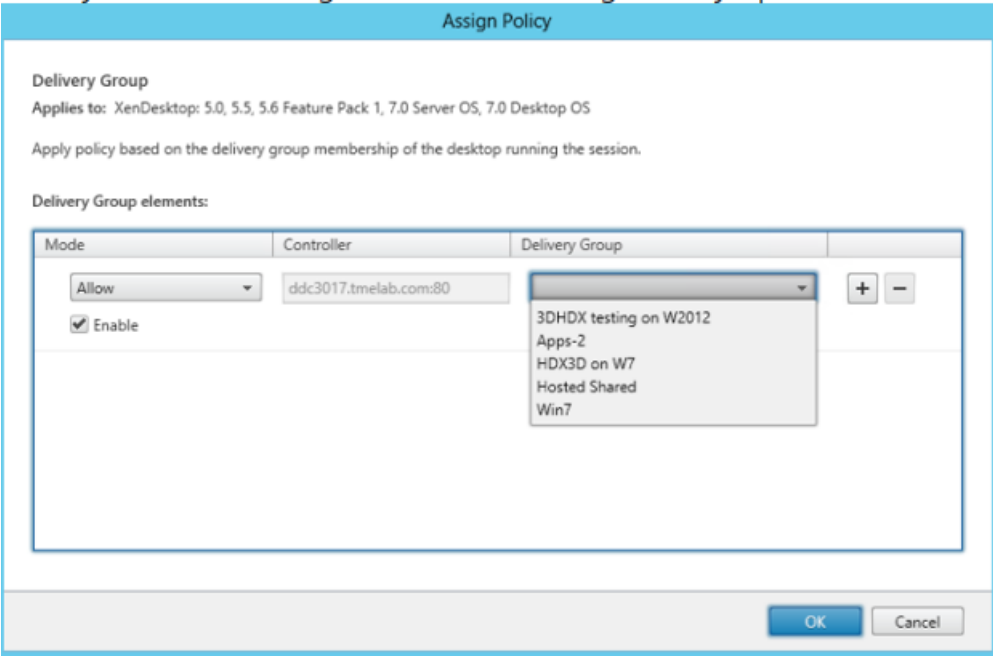 Assign Policy
Delivery Group
Applies to: XenDesktop: 5.0, 5.5, 5.6 Feature Pack 1, 7.0 Server OS, 7.0 Desktop OS
Apply policy based on the delivery group membership of the desktop running the session.
Delivery Group elements:
Mode Controller Delivery Group
Allow ddc3017.tmelab.com:80 + −
Enable
3DHDX testing on W2012
Apps-2
HDX3D on W7
Hosted Shared
Win7
OK Cancel